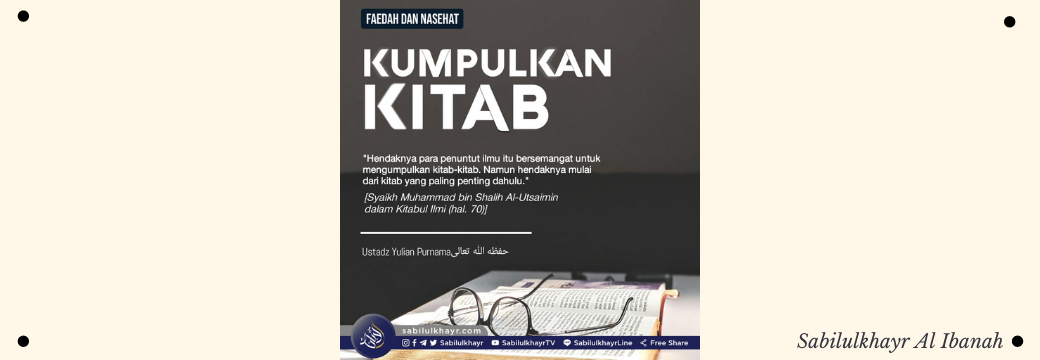 FAEDAH DAN NASEHAT
KUMPULKAN
KITAB
"Hendaknya para penuntut ilmu itu bersemangat untuk
mengumpulkan kitab-kitab. Namun hendaknya mulai
dari kitab yang paling penting dahulu."
[Syaikh Muhammad bin Shalih Al-Utsaimin
dalam Kitabul Ilmi (hal. 70)]
Ustadz Yulian Purnama حفظه الله تعالى
sabilulkhayr.com
Sabilulkhayr SabilulkhayrTV SabilulkhayrLine Free Share
Sabilulkhayr Al Ibanah